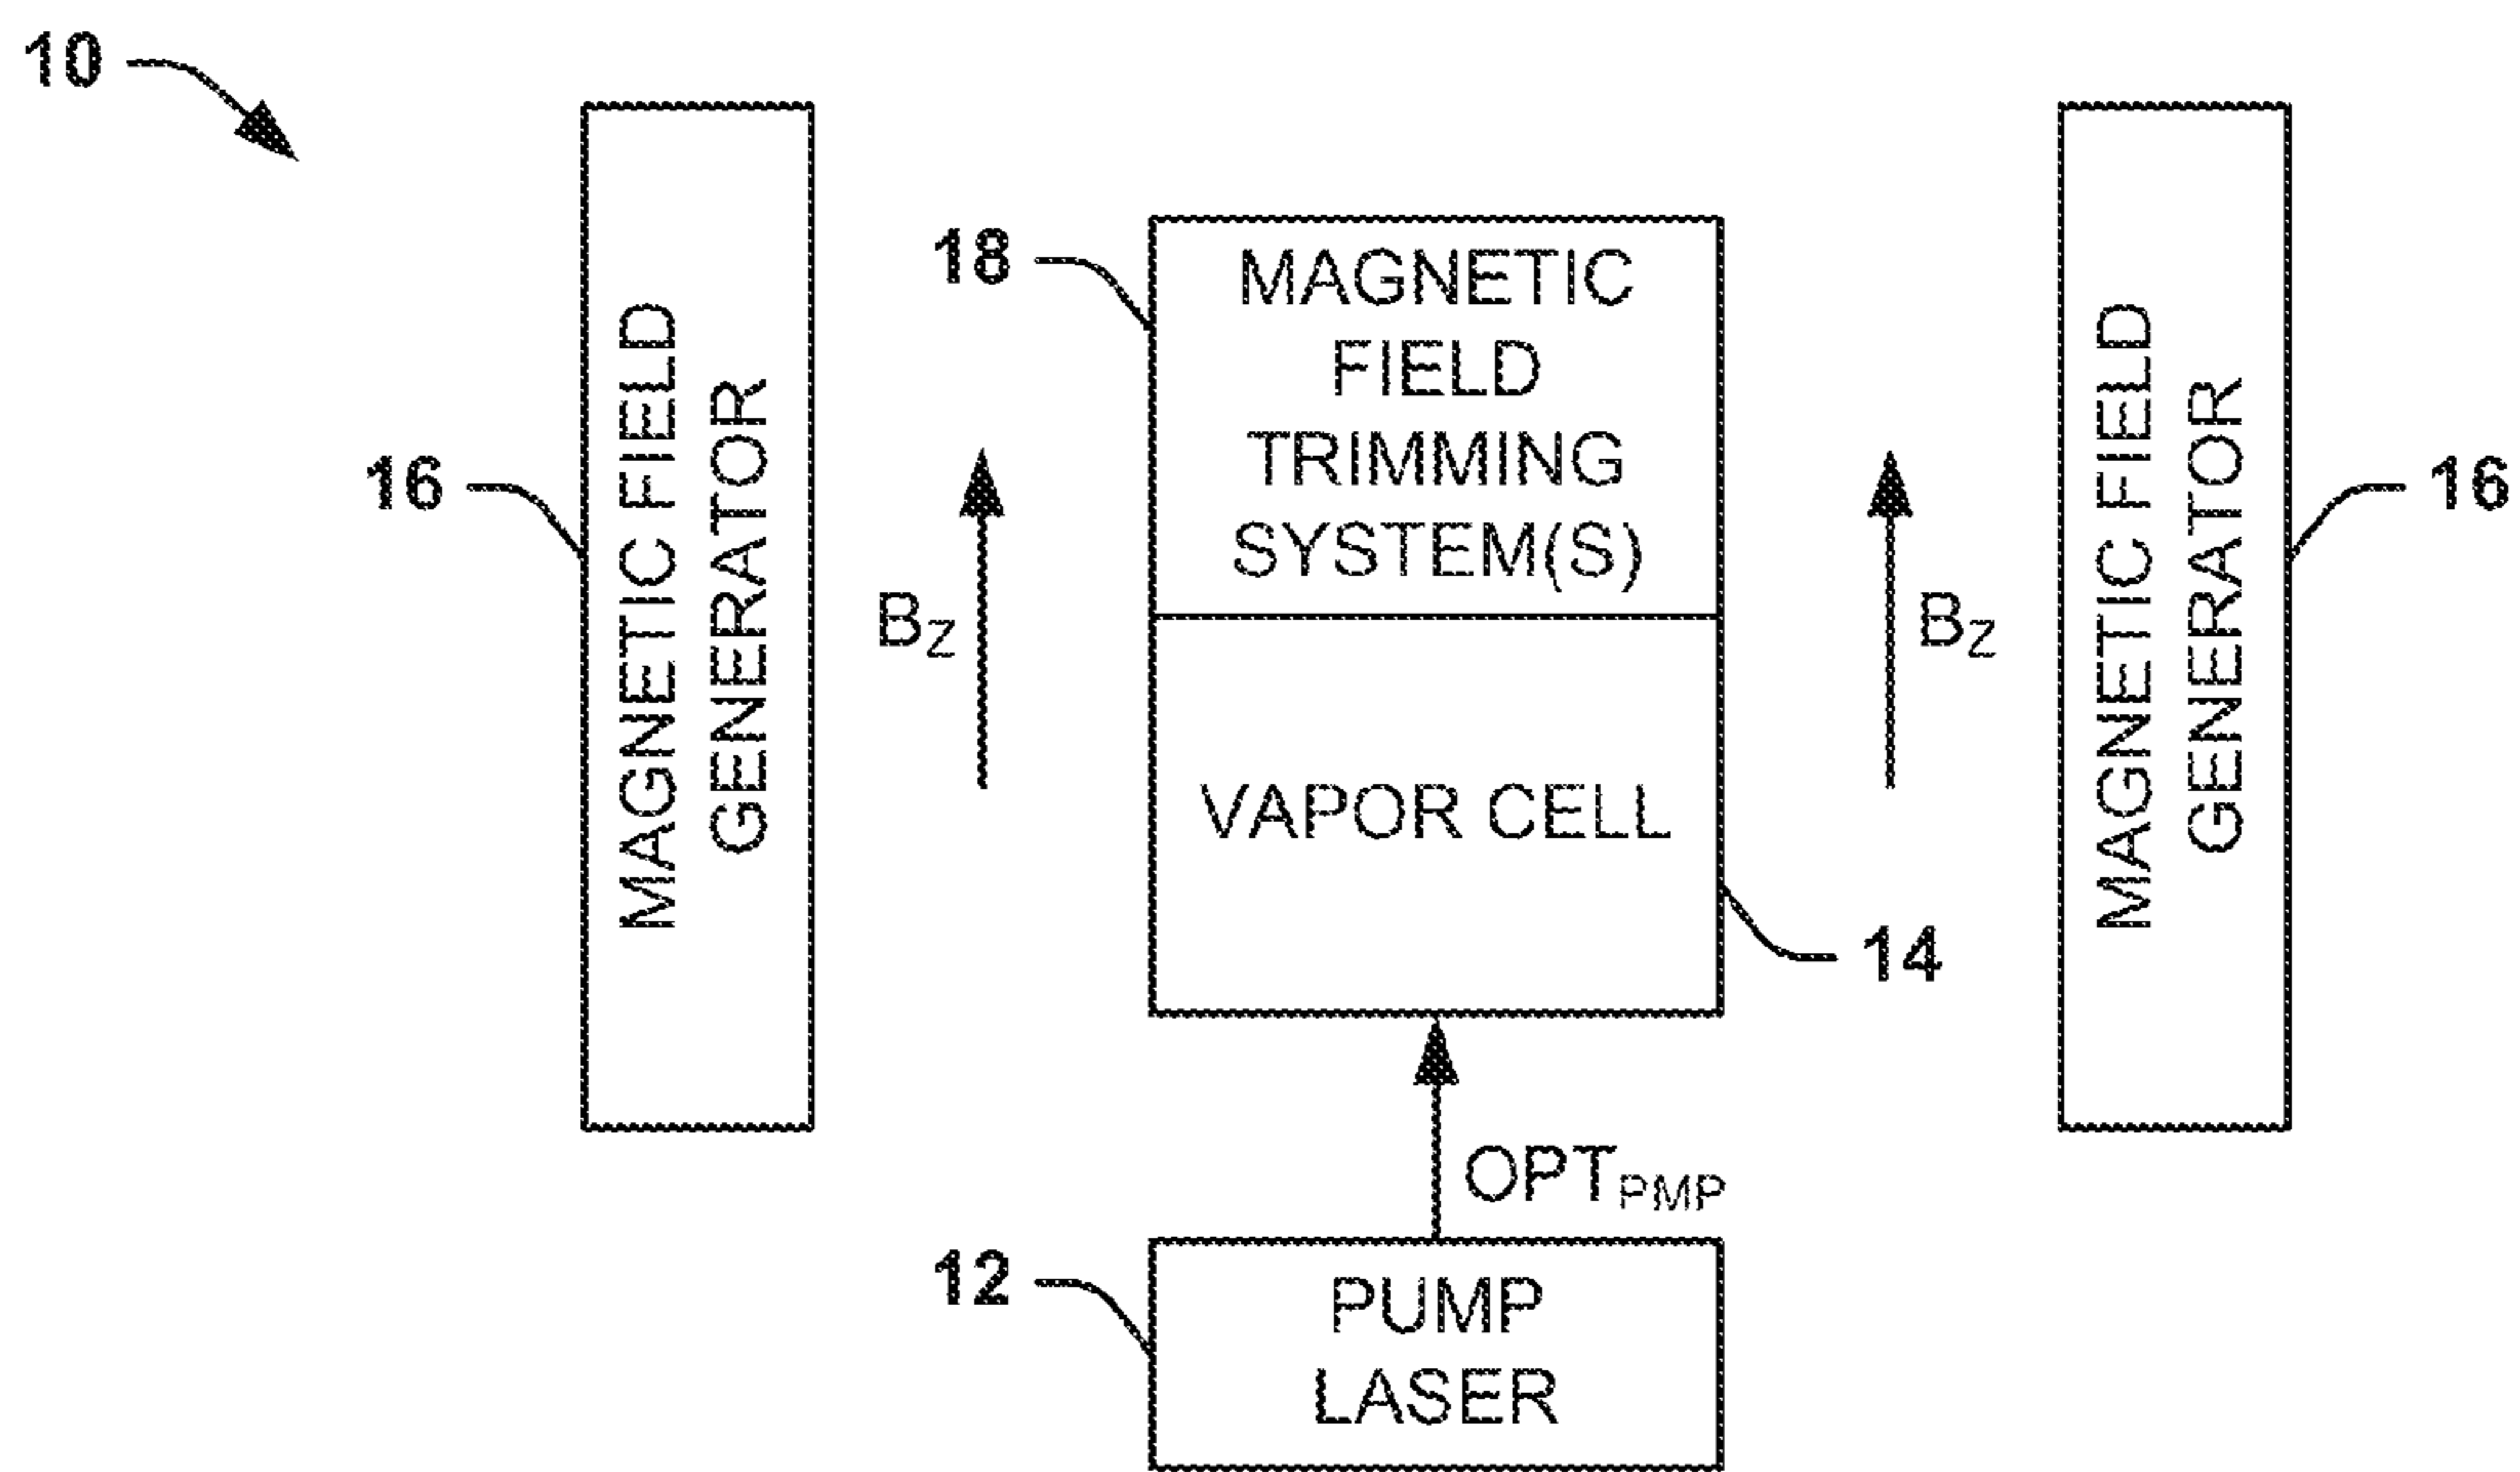 10
MAGNETIC FIELD
GENERATOR
16
B_Z
18
MAGNETIC
FIELD
TRIMMING
SYSTEM(S)
VAPOR CELL
14
B_Z
MAGNETIC FIELD
GENERATOR
16
OPT_PMP
12
PUMP
LASER